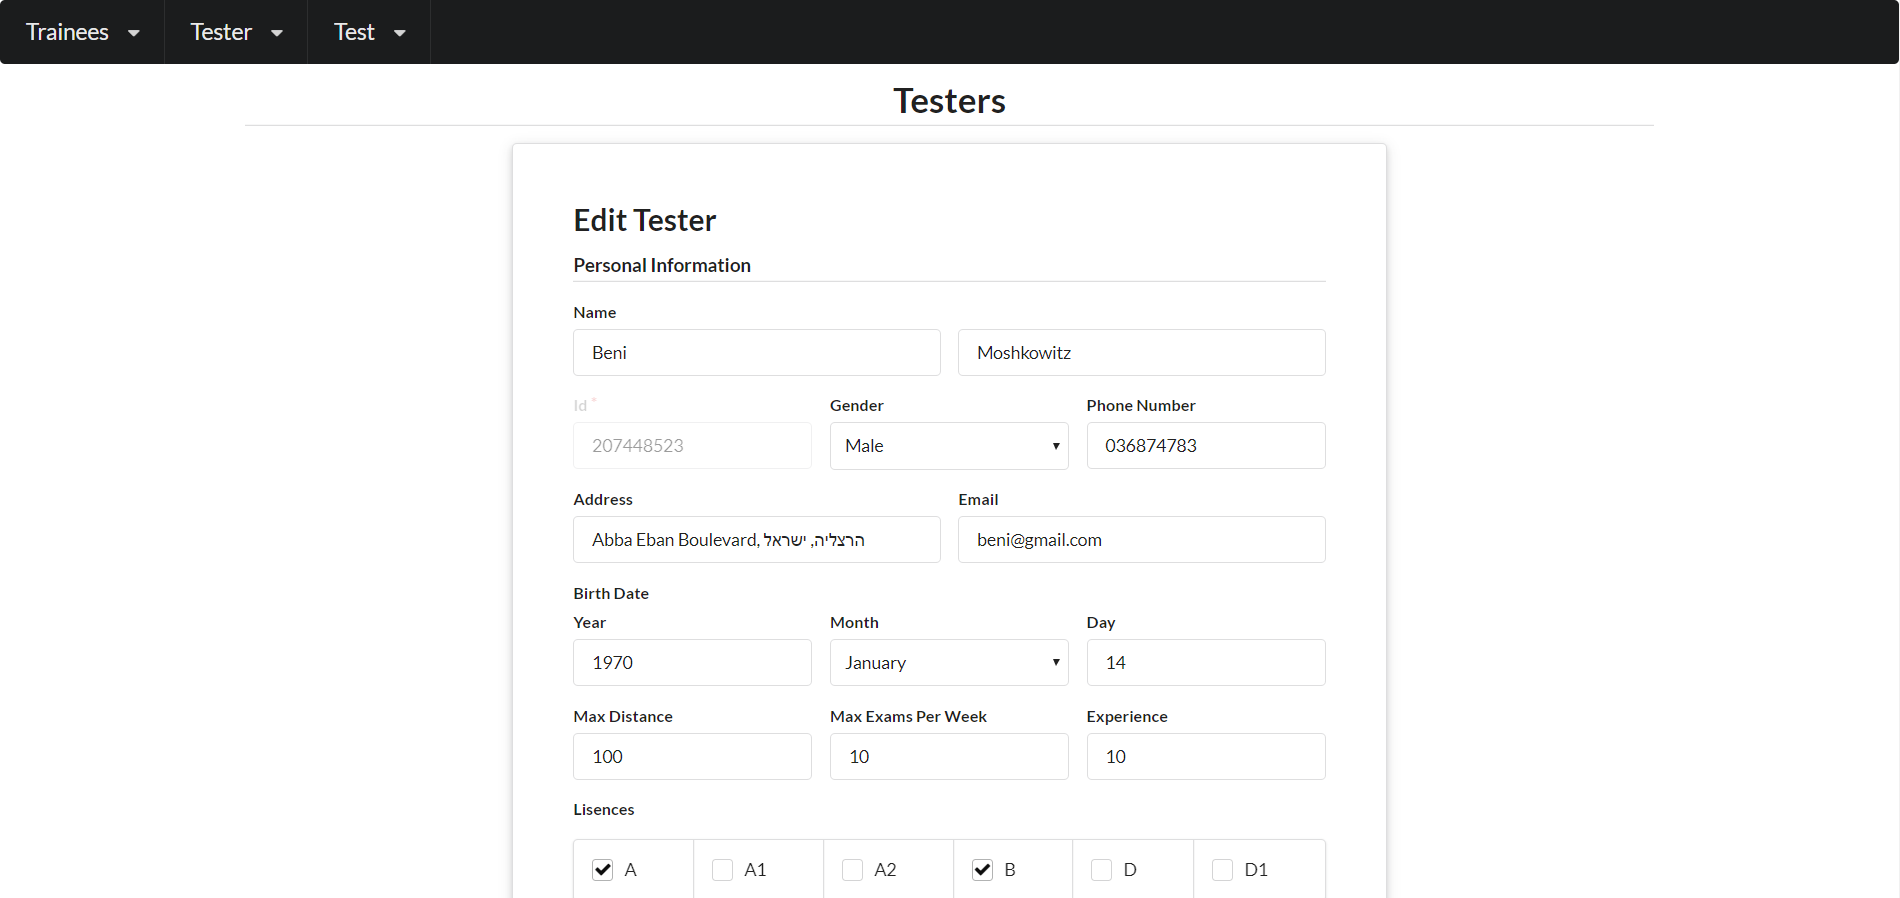 Trainees Tester Test
Testers
Edit Tester
Personal Information
Name
Beni Moshkowitz
Id * Gender Phone Number
207448523 Male 036874783
Address Email
Abba Eban Boulevard, הרצליה, ישראל beni@gmail.com
Birth Date
Year Month Day
1970 January 14
Max Distance Max Exams Per Week Experience
100 10 10
Lisences
A A1 A2 B D D1